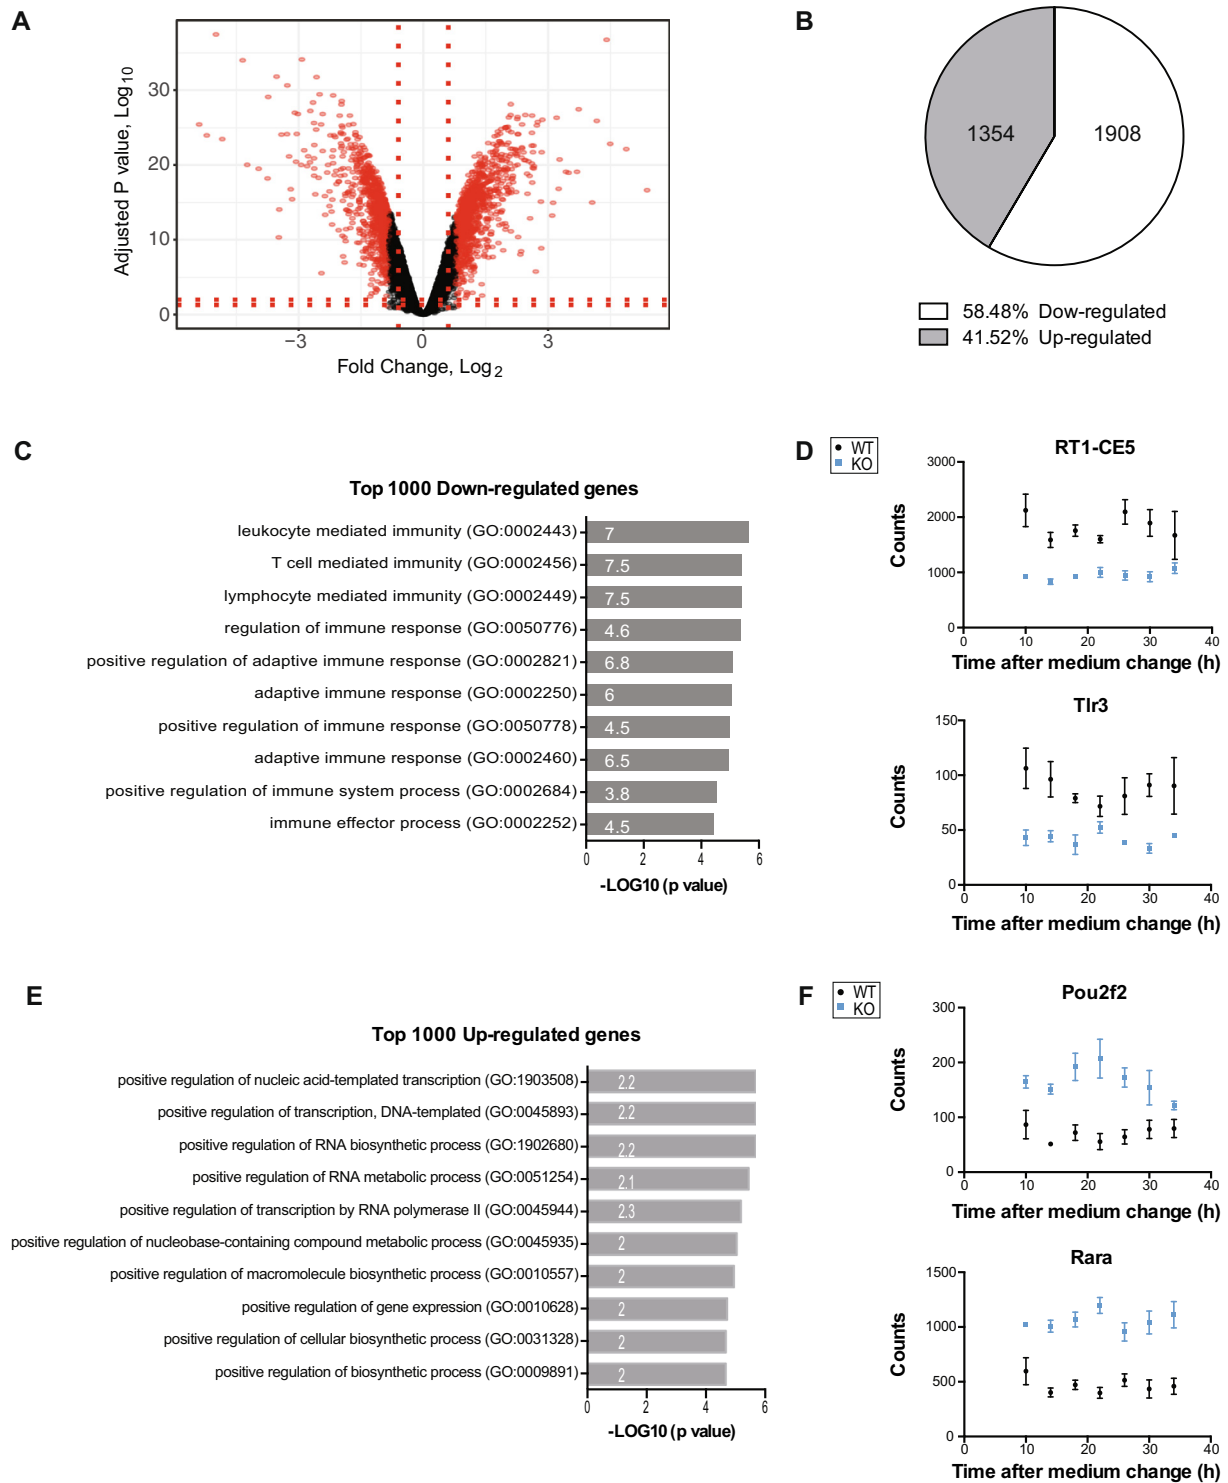 A
Adjusted P value, Log10
30
20
10
0
−3
0
3
Fold Change, Log2
B
1354
1908
58.48% Dow-regulated
41.52% Up-regulated
C
Top 1000 Down-regulated genes
leukocyte mediated immunity (GO:0002443)
7
T cell mediated immunity (GO:0002456)
7.5
lymphocyte mediated immunity (GO:0002449)
7.5
regulation of immune response (GO:0050776)
4.6
positive regulation of adaptive immune response (GO:0002821)
6.8
adaptive immune response (GO:0002250)
6
positive regulation of immune response (GO:0050778)
4.5
adaptive immune response (GO:0002460)
6.5
positive regulation of immune system process (GO:0002684)
3.8
immune effector process (GO:0002252)
4.5
0 2 4 6
-LOG10 (p value)
D
WT
KO
RT1-CE5
Counts
3000
2000
1000
0
0 10 20 30 40
Time after medium change (h)
Tlr3
Counts
150
100
50
0
0 10 20 30 40
Time after medium change (h)
E
Top 1000 Up-regulated genes
positive regulation of nucleic acid-templated transcription (GO:1903508)
2.2
positive regulation of transcription, DNA-templated (GO:0045893)
2.2
positive regulation of RNA biosynthetic process (GO:1902680)
2.2
positive regulation of RNA metabolic process (GO:0051254)
2.1
positive regulation of transcription by RNA polymerase II (GO:0045944)
2.3
positive regulation of nucleobase-containing compound metabolic process (GO:0045935)
2
positive regulation of macromolecule biosynthetic process (GO:0010557)
2
positive regulation of gene expression (GO:0010628)
2
positive regulation of cellular biosynthetic process (GO:0031328)
2
positive regulation of biosynthetic process (GO:0009891)
2
0 2 4 6
-LOG10 (p value)
F
WT
KO
Pou2f2
Counts
300
200
100
0
0 10 20 30 40
Time after medium change (h)
Rara
Counts
1500
1000
500
0
0 10 20 30 40
Time after medium change (h)